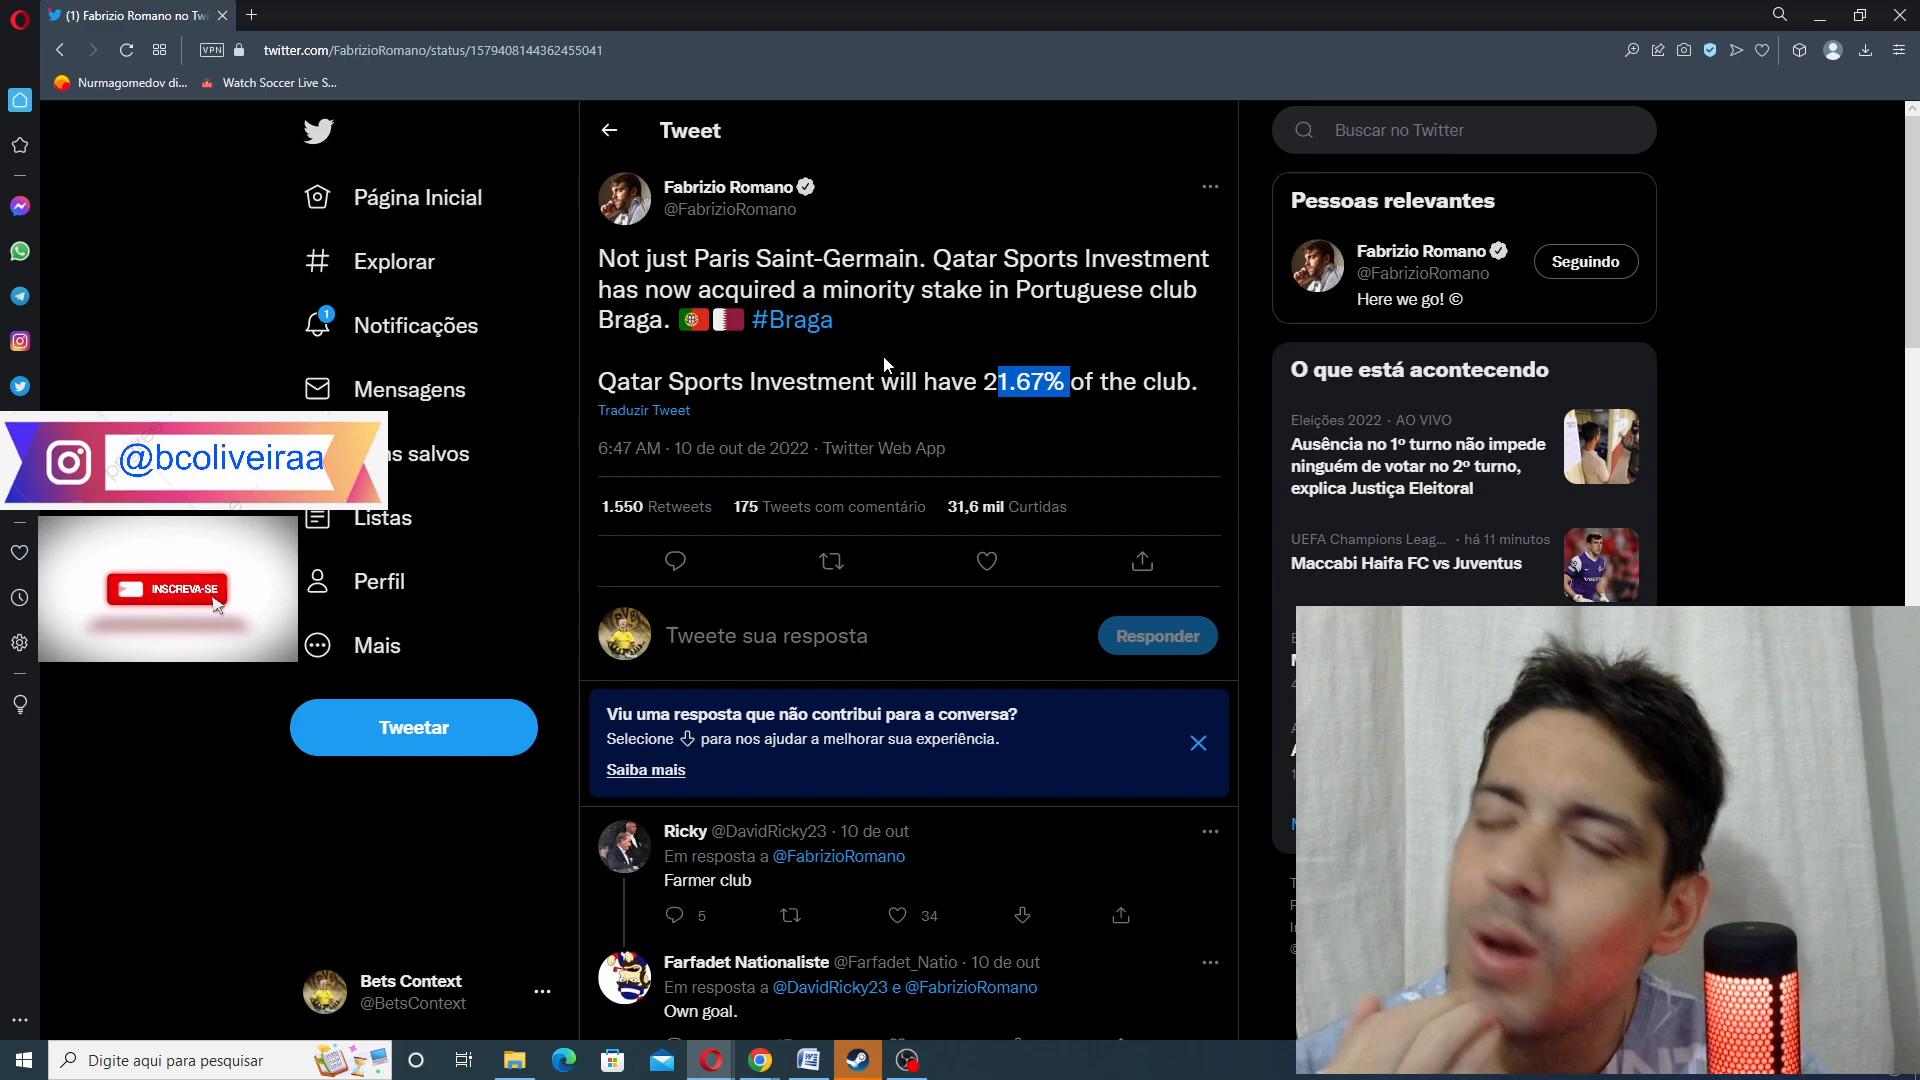 (1) Fabrizio Romano no Twi
VPN
twitter.com/FabrizioRomano/status/1579408144362455041
Nurmagomedov di...
Watch Soccer Live S...
Página Inicial
Explorar
1
Notificações
Mensagens
ns salvos
Listas
Perfil
Mais
Tweetar
Bets Context
@BetsContext
@bcoliveiraa
INSCREVA-SE
Tweet
Fabrizio Romano
@FabrizioRomano
Not just Paris Saint-Germain. Qatar Sports Investment
has now acquired a minority stake in Portuguese club
Braga. #Braga
Qatar Sports Investment will have 21.67% of the club.
Traduzir Tweet
6:47 AM · 10 de out de 2022 · Twitter Web App
1.550 Retweets 175 Tweets com comentário 31,6 mil Curtidas
Tweete sua resposta
Responder
Viu uma resposta que não contribui para a conversa?
Selecione para nos ajudar a melhorar sua experiência.
Saiba mais
Ricky @DavidRicky23 · 10 de out
Em resposta a @FabrizioRomano
Farmer club
5
34
Farfadet Nationaliste @Farfadet_Natio · 10 de out
Em resposta a @DavidRicky23 e @FabrizioRomano
Own goal.
Buscar no Twitter
Pessoas relevantes
Fabrizio Romano
@FabrizioRomano
Here we go! ©
Seguindo
O que está acontecendo
Eleições 2022 · AO VIVO
Ausência no 1º turno não impede
ninguém de votar no 2º turno,
explica Justiça Eleitoral
UEFA Champions Leag... · há 11 minutos
Maccabi Haifa FC vs Juventus
Digite aqui para pesquisar